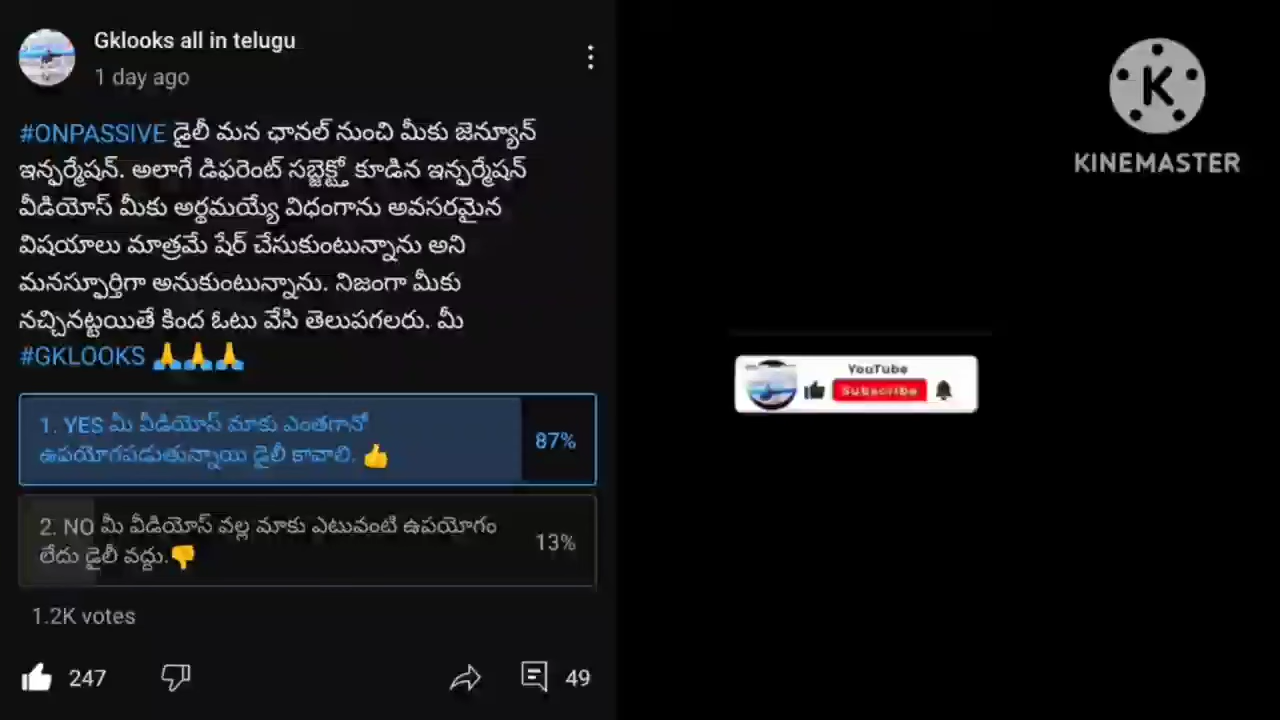 Gklooks all in telugu
1 day ago
#ONPASSIVE డైలీ మన ఛానల్ నుంచి మీకు జెన్యూన్
ఇన్ఫర్మేషన్. అలాగే డిఫరెంట్ సబ్జెక్ట్తో కూడిన ఇన్ఫర్మేషన్
వీడియోస్ మీకు అర్థమయ్యే విధంగాను అవసరమైన
విషయాలు మాత్రమే షేర్ చేసుకుంటున్నాను అని
మనస్ఫూర్తిగా అనుకుంటున్నాను. నిజంగా మీకు
నచ్చినట్టయితే కింద ఓటు వేసి తెలుపగలరు. మీ
#GKLOOKS 🙏🙏🙏
1. YES మీ వీడియోస్ మాకు ఎంతగానో
ఉపయోగపడుతున్నాయి డైలీ కావాలి. 👍
87%
2. NO మీ వీడియోస్ వల్ల మాకు ఎటువంటి ఉపయోగం
లేదు డైలీ వద్దు.👎
13%
1.2K votes
247
49
K
KINEMASTER
YouTube
Subscribe